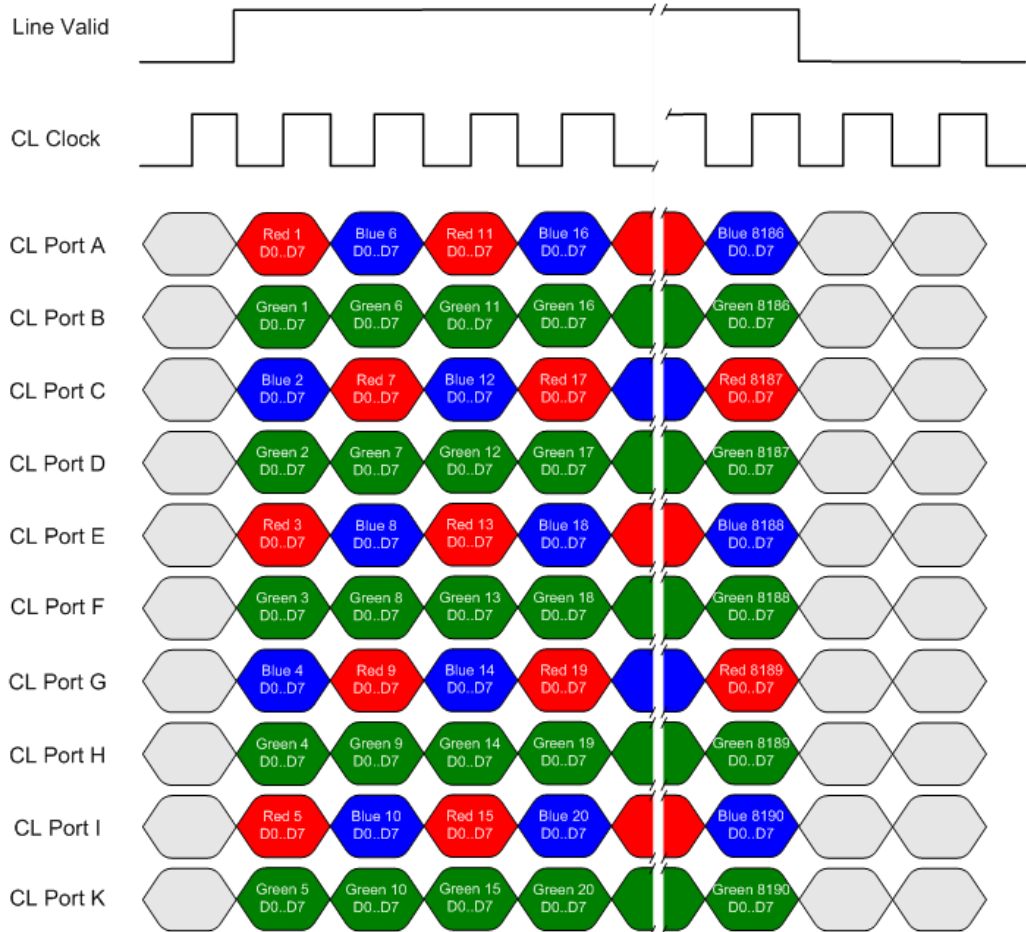 Line Valid
CL Clock
CL Port A
Red 1
D0..D7
Blue 6
D0..D7
Red 11
D0..D7
Blue 16
D0..D7
Blue 8186
D0..D7
CL Port B
Green 1
D0..D7
Green 6
D0..D7
Green 11
D0..D7
Green 16
D0..D7
Green 8186
D0..D7
CL Port C
Blue 2
D0..D7
Red 7
D0..D7
Blue 12
D0..D7
Red 17
D0..D7
Red 8187
D0..D7
CL Port D
Green 2
D0..D7
Green 7
D0..D7
Green 12
D0..D7
Green 17
D0..D7
Green 8187
D0..D7
CL Port E
Red 3
D0..D7
Blue 8
D0..D7
Red 13
D0..D7
Blue 18
D0..D7
Blue 8188
D0..D7
CL Port F
Green 3
D0..D7
Green 8
D0..D7
Green 13
D0..D7
Green 18
D0..D7
Green 8188
D0..D7
CL Port G
Blue 4
D0..D7
Red 9
D0..D7
Blue 14
D0..D7
Red 19
D0..D7
Red 8189
D0..D7
CL Port H
Green 4
D0..D7
Green 9
D0..D7
Green 14
D0..D7
Green 19
D0..D7
Green 8189
D0..D7
CL Port I
Red 5
D0..D7
Blue 10
D0..D7
Red 15
D0..D7
Blue 20
D0..D7
Blue 8190
D0..D7
CL Port K
Green 5
D0..D7
Green 10
D0..D7
Green 15
D0..D7
Green 20
D0..D7
Green 8190
D0..D7